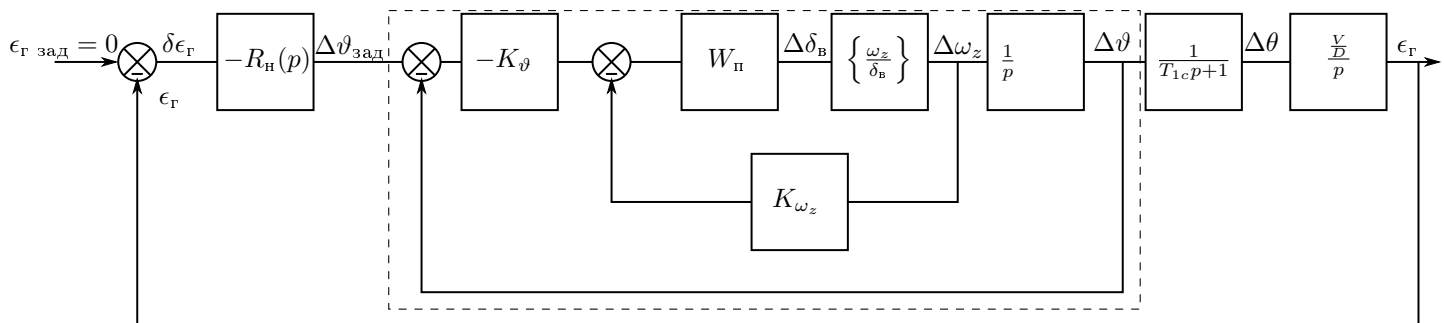 ϵг зад = 0
δϵг
ϵг
−Rн(p)
Δϑзад
−Kϑ
Wп
Δδв
{ωz/δв}
Δωz
1/p
Δϑ
1/(T1cp+1)
Δθ
(V/D)/p
ϵг
Kωz